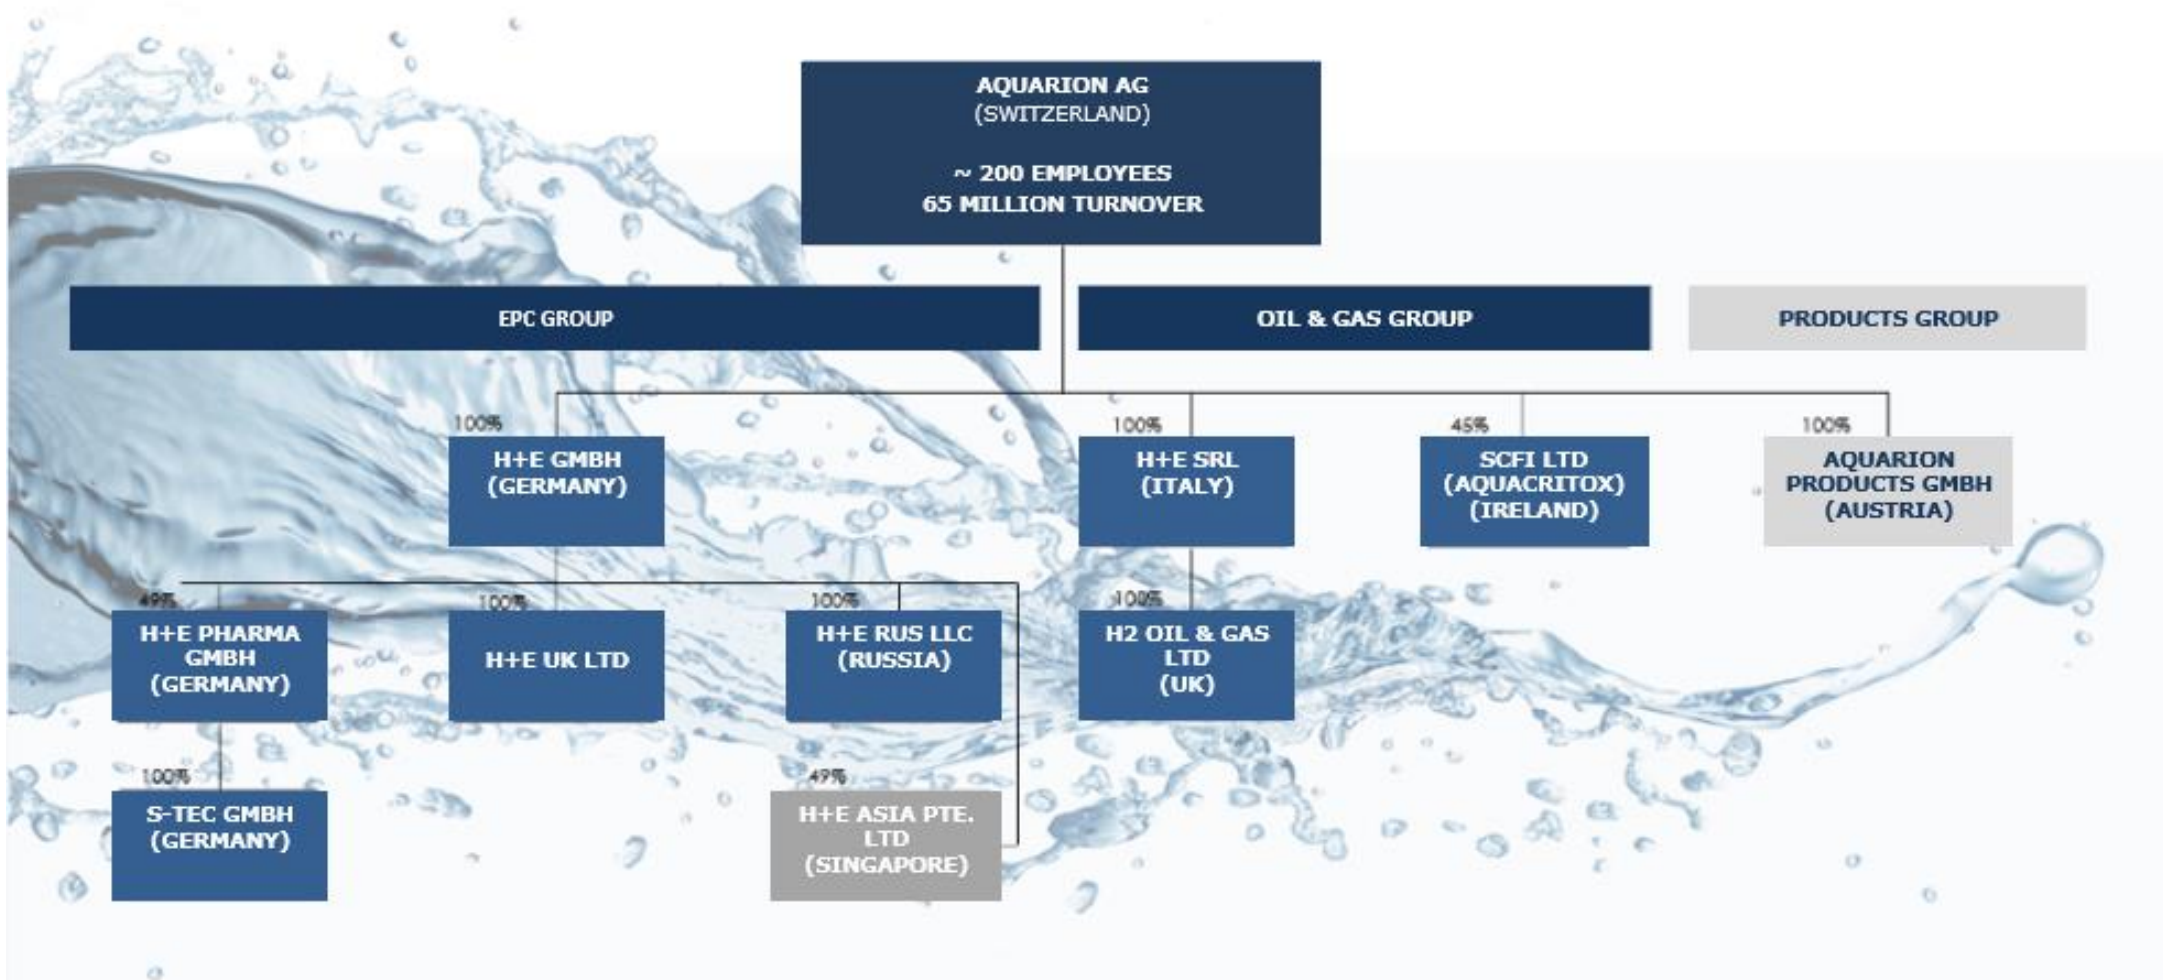 AQUARION AG
(SWITZERLAND)
~ 200 EMPLOYEES
65 MILLION TURNOVER
EPC GROUP
OIL & GAS GROUP
PRODUCTS GROUP
100%
H+E GMBH
(GERMANY)
100%
H+E SRL
(ITALY)
45%
SCFI LTD
(AQUACRITOX)
(IRELAND)
100%
AQUARION
PRODUCTS GMBH
(AUSTRIA)
49%
H+E PHARMA
GMBH
(GERMANY)
100%
H+E UK LTD
100%
H+E RUS LLC
(RUSSIA)
100%
H2 OIL & GAS
LTD
(UK)
100%
S-TEC GMBH
(GERMANY)
49%
H+E ASIA PTE.
LTD
(SINGAPORE)